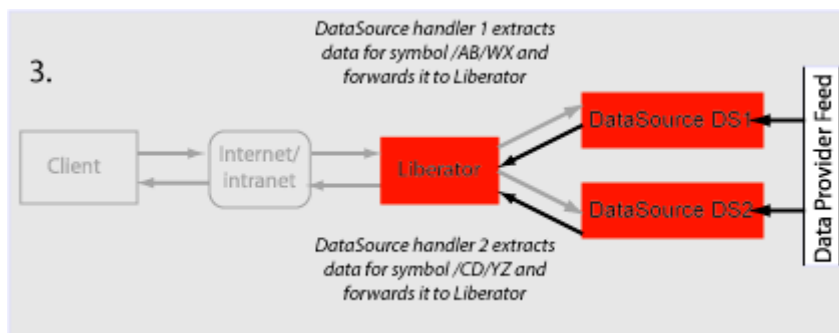 DataSource handler 1 extracts
data for symbol /AB/WX and
forwards it to Liberator
3.
Client
Internet/
intranet
Liberator
DataSource DS1
DataSource DS2
Data Provider Feed
DataSource handler 2 extracts
data for symbol /CD/YZ and
forwards it to Liberator